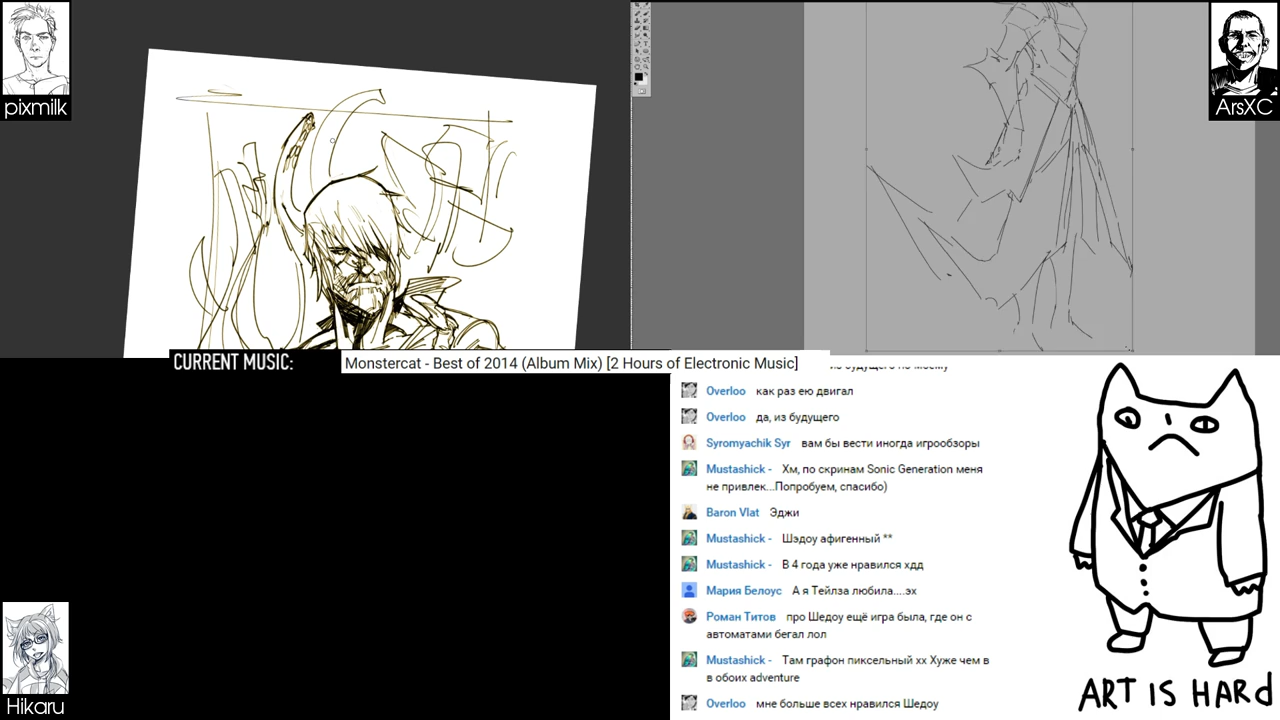 pixmilk
ArsXC
CURRENT MUSIC:
Monstercat - Best of 2014 (Album Mix) [2 Hours of Electronic Music]
из будущего по моему
Overloo как раз ею двигал
Overloo да, из будущего
Syromyachik Syr вам бы вести иногда игрообзоры
Mustashick - Хм, по скринам Sonic Generation меня
не привлек...Попробуем, спасибо)
Baron Vlat Эджи
Mustashick - Шэдоу афигенный **
Mustashick - В 4 года уже нравился хдд
Мария Белоус А я Тейлза любила....эх
Роман Титов про Шедоу ещё игра была, где он с
автоматами бегал лол
Mustashick - Там графон пиксельный хх Хуже чем в
в обоих adventure
Overloo мне больше всех нравился Шедоу
Hikaru
ART IS HARd